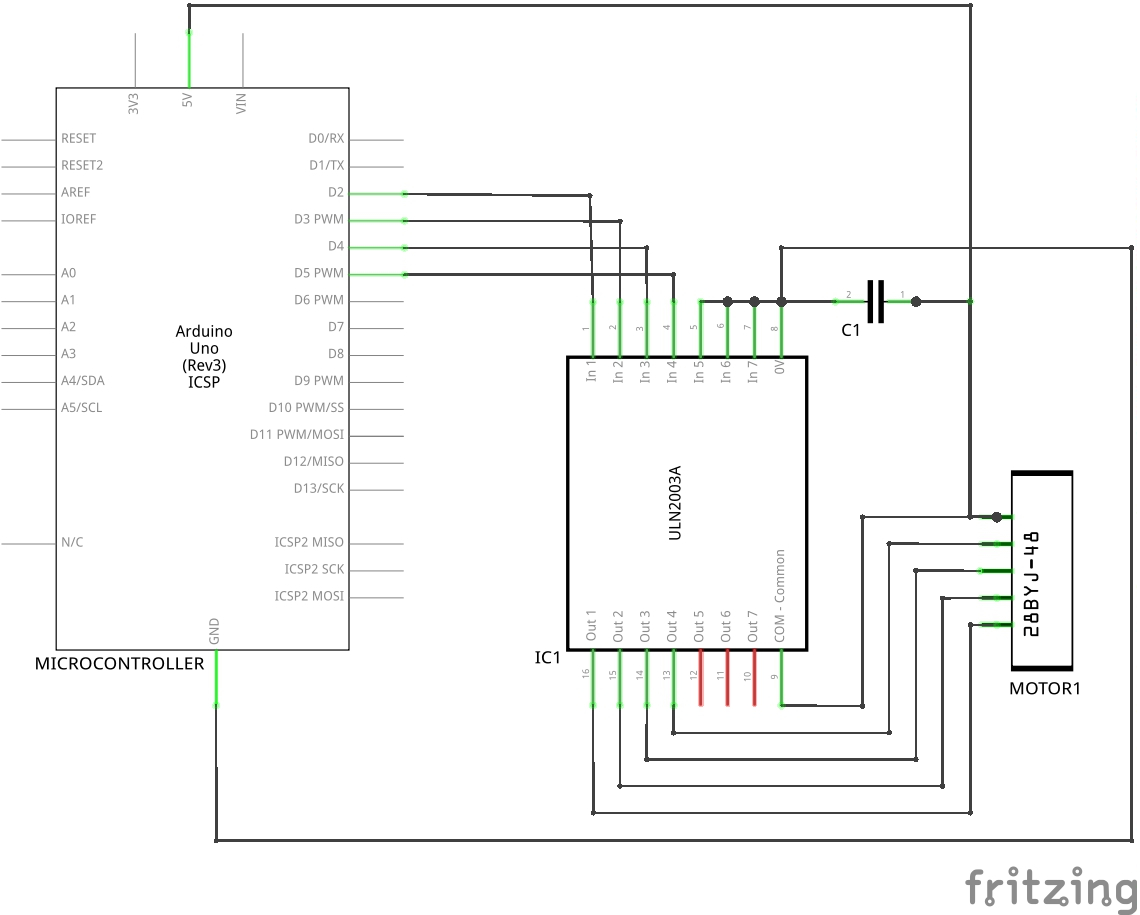 3V3
5V
VIN
RESET
D0/RX
RESET2
D1/TX
AREF
D2
IOREF
D3 PWM
D4
A0
D5 PWM
A1
D6 PWM
A2
D7
A3
D8
A4/SDA
D9 PWM
A5/SCL
D10 PWM/SS
D11 PWM/MOSI
D12/MISO
D13/SCK
N/C
ICSP2 MISO
ICSP2 SCK
ICSP2 MOSI
Arduino
Uno
(Rev3)
ICSP
GND
MICROCONTROLLER
1
2
3
4
5
6
7
8
In 1
In 2
In 3
In 4
In 5
In 6
In 7
0V
2
1
C1
ULN2003A
Out 1
Out 2
Out 3
Out 4
Out 5
Out 6
Out 7
COM - Common
IC1
16
15
14
13
12
11
10
9
28BYJ-48
MOTOR1
fritzing